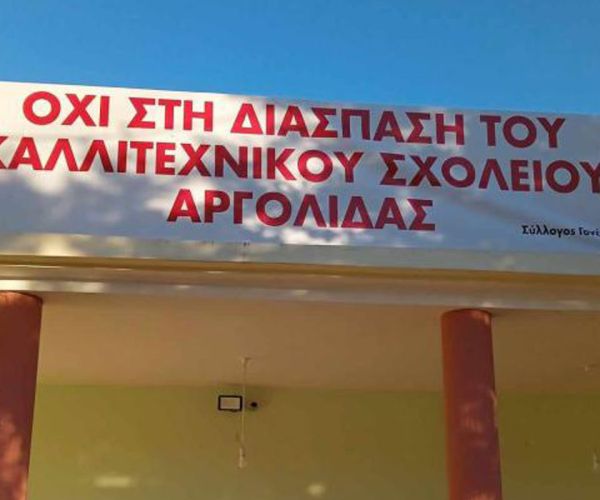 ΟΧΙ ΣΤΗ ΔΙΑΣΠΑΣΗ ΤΟΥ
ΚΑΛΛΙΤΕΧΝΙΚΟΥ ΣΧΟΛΕΙΟΥ
ΑΡΓΟΛΙΔΑΣ
Σύλλογος